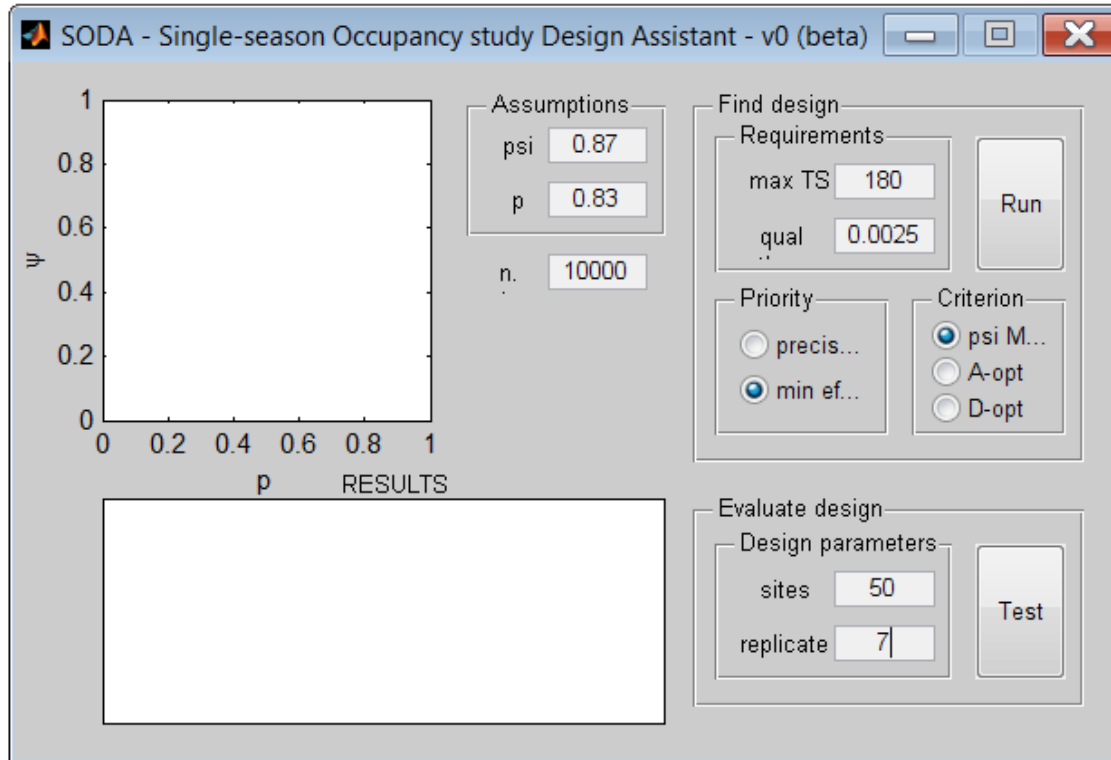 SODA - Single-season Occupancy study Design Assistant - v0 (beta)
1
0.8
0.6
0.4
0.2
0
ψ
0 0.2 0.4 0.6 0.8 1
p
Assumptions
psi 0.87
p 0.83
n. 10000
Find design
Requirements
max TS 180
qual 0.0025
Run
Priority
precis...
min ef...
Criterion
psi M...
A-opt
D-opt
RESULTS
Evaluate design
Design parameters
sites 50
replicate 7
Test